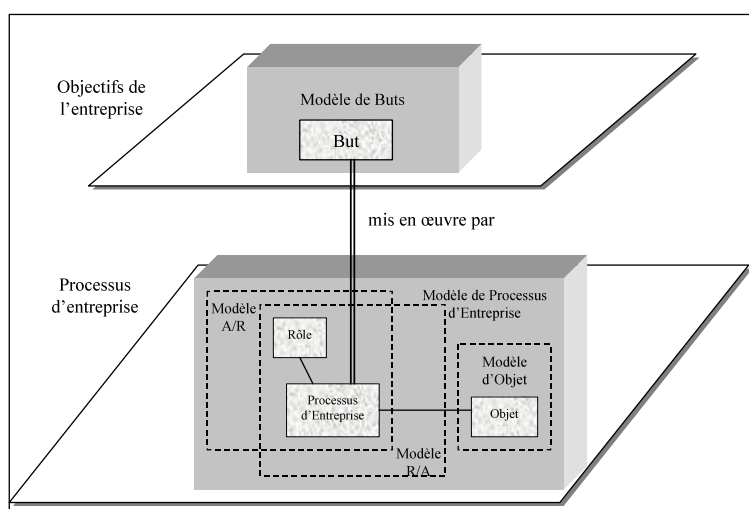 Objectifs de
l'entreprise
Modèle de Buts
But
mis en œuvre par
Processus
d'entreprise
Modèle de Processus
d'Entreprise
Modèle
A/R
Rôle
Modèle
d'Objet
Processus
d'Entreprise
Objet
Modèle
R/A